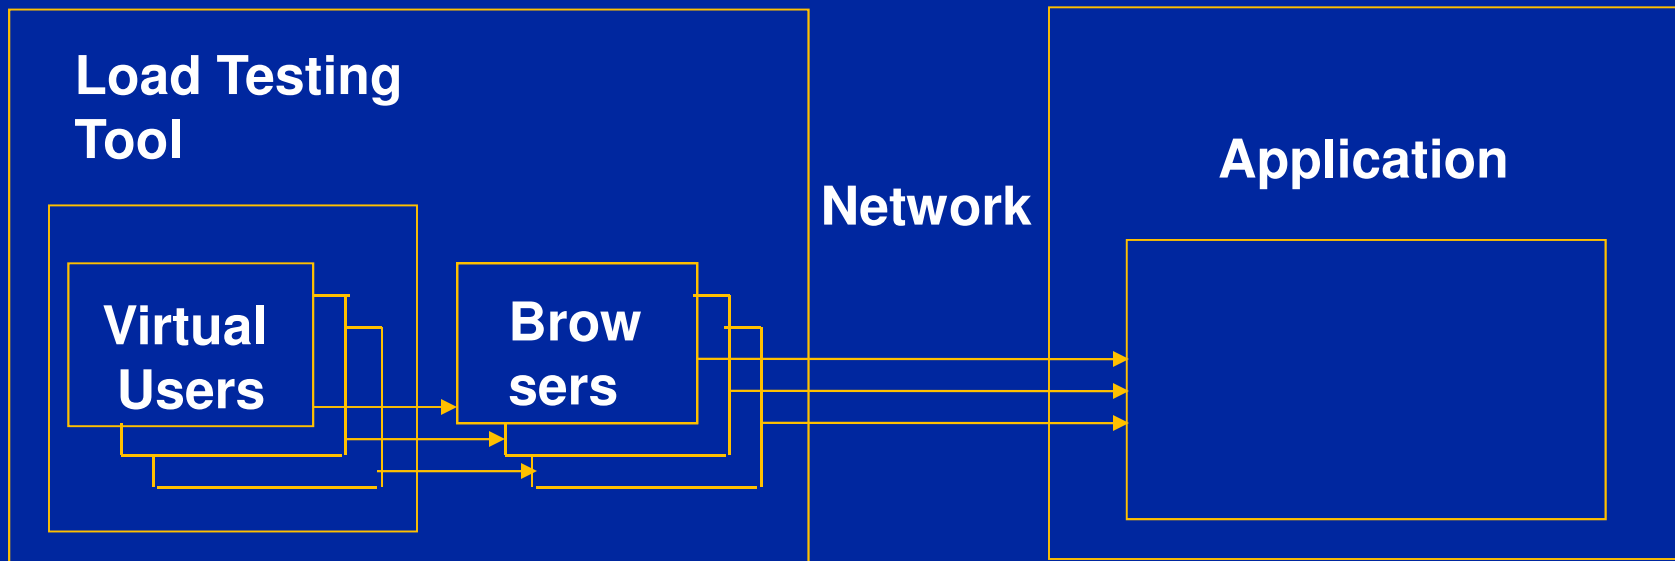 Load Testing
Tool
Application
Network
Virtual
Users
Brow
sers